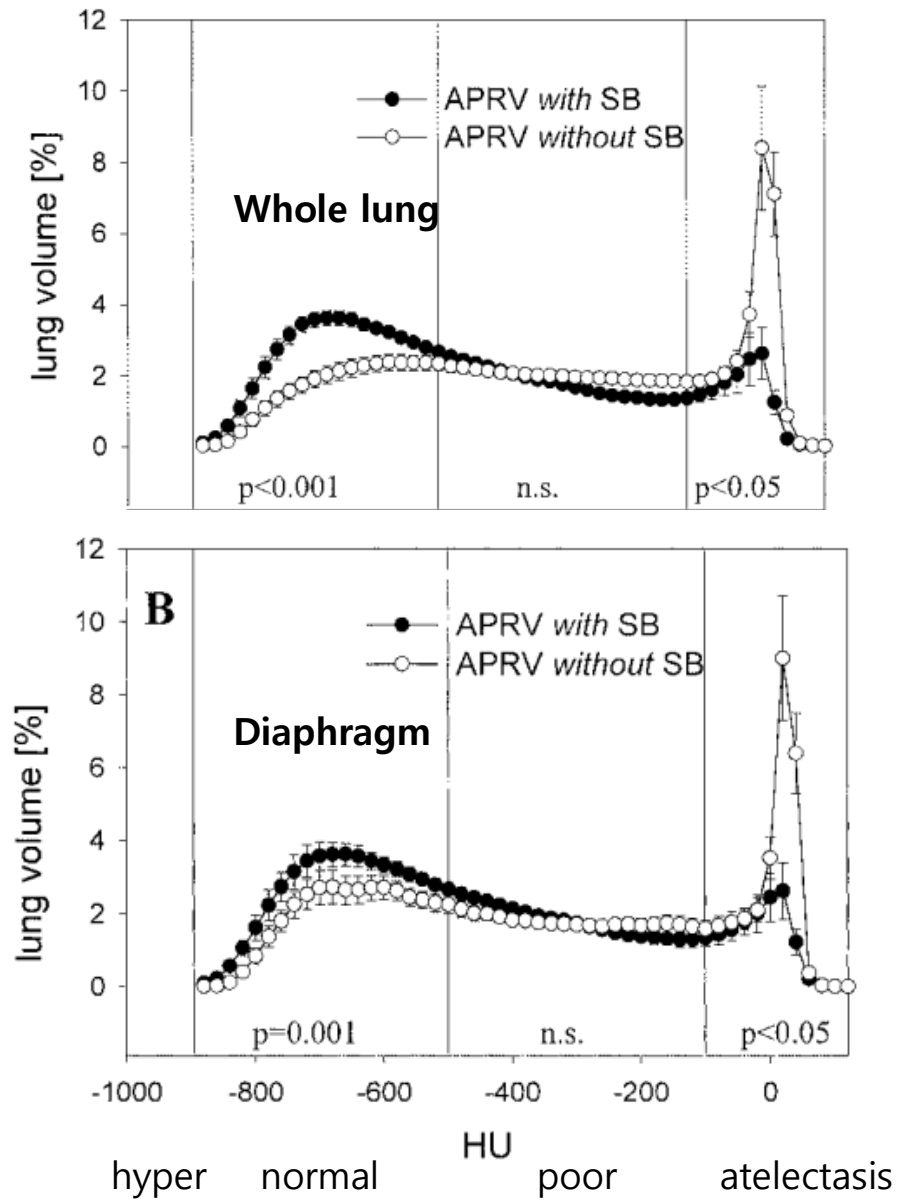 12
10
8
6
4
2
0
lung volume [%]
APRV with SB
APRV without SB
Whole lung
p<0.001 n.s. p<0.05
12
10
8
6
4
2
0
lung volume [%]
B
APRV with SB
APRV without SB
Diaphragm
p=0.001 n.s. p<0.05
-1000 -800 -600 -400 -200 0
HU
hyper normal poor atelectasis